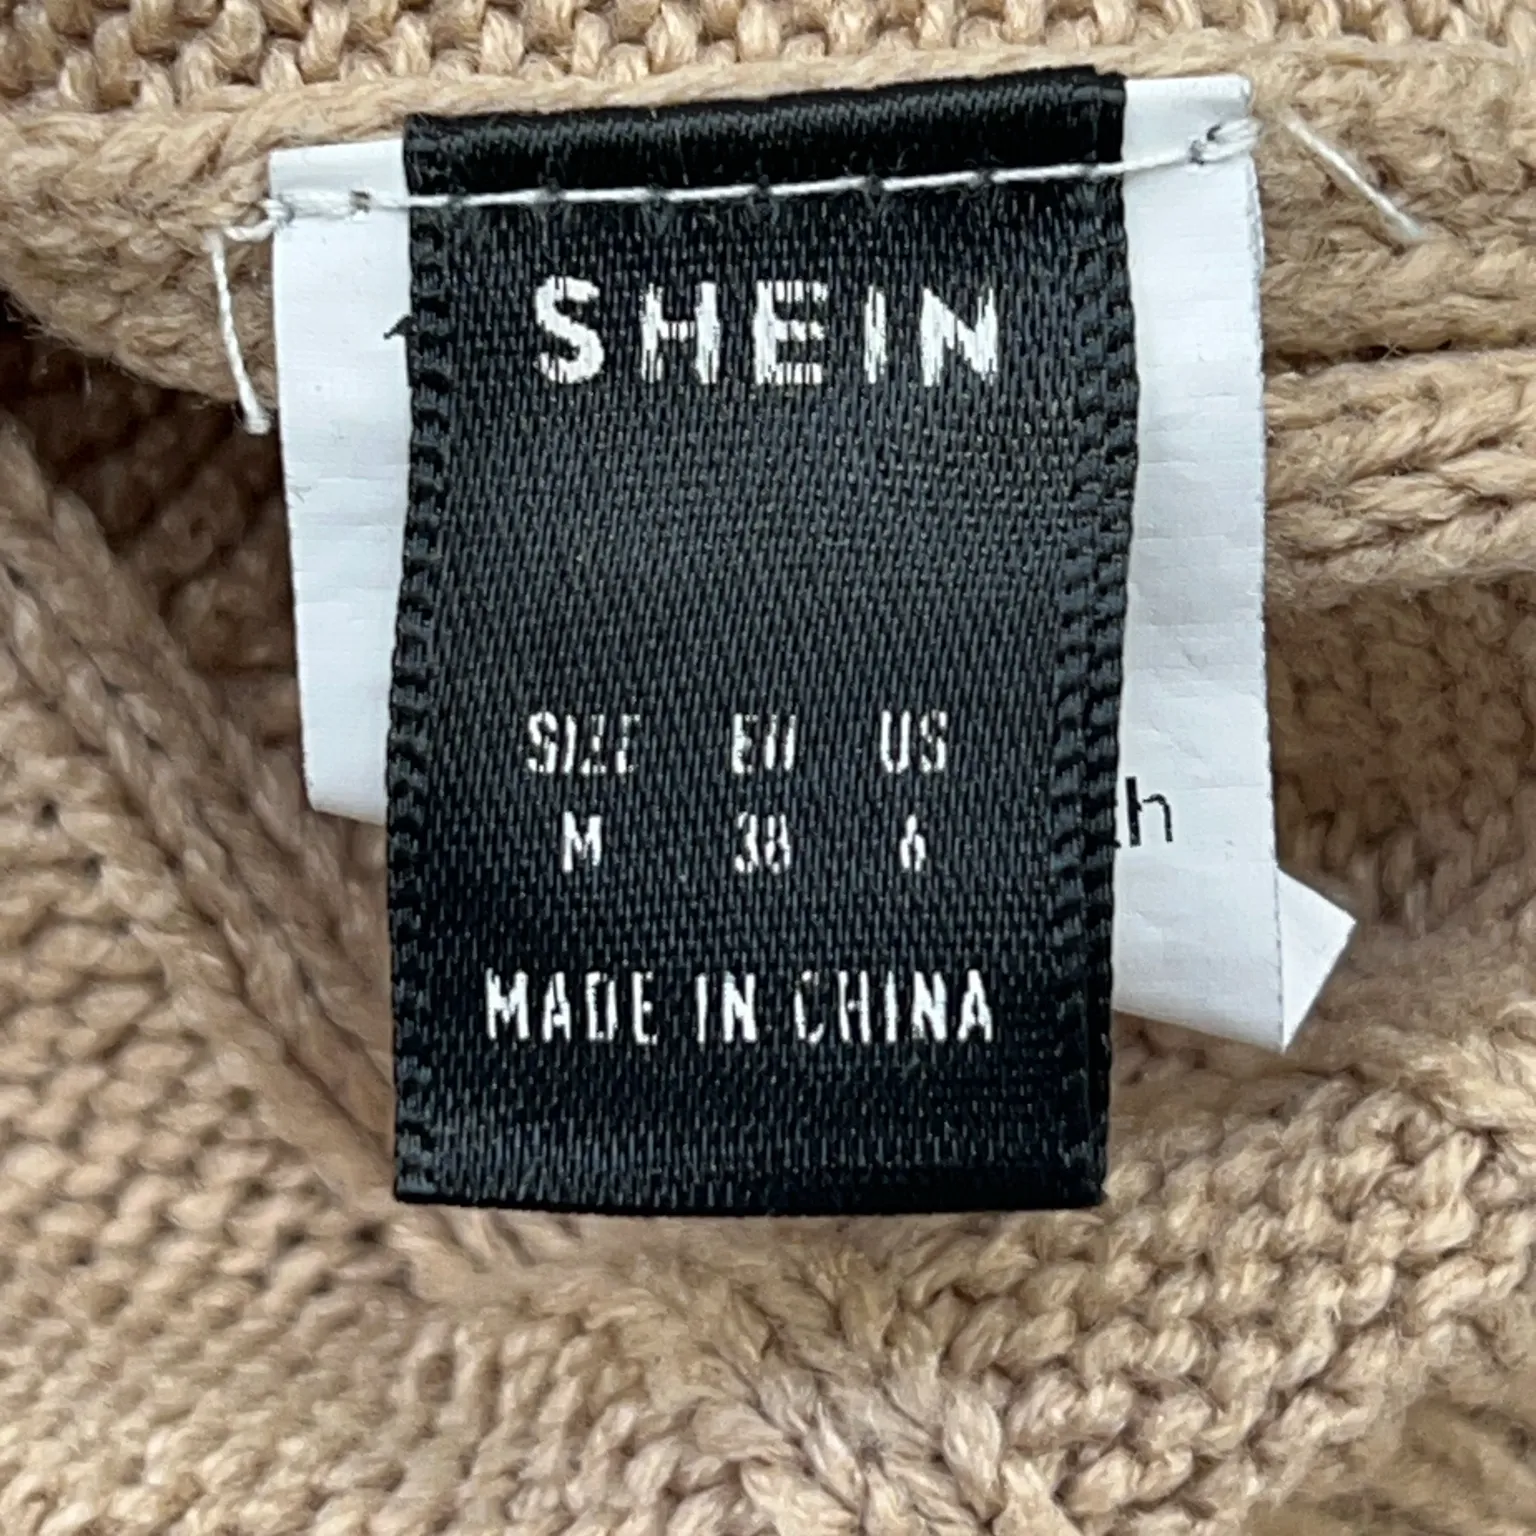 SHEIN
SIZE EU US
M 38 6
MADE IN CHINA